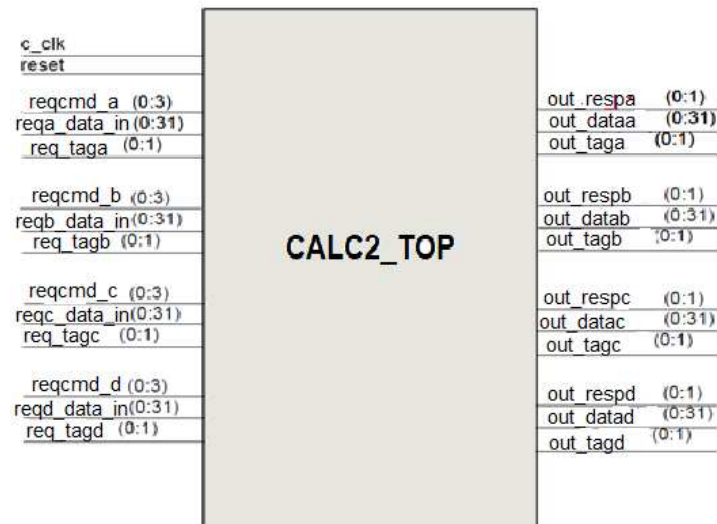 c_clk
reset
reqcmd_a (0:3)
reqa_data_in (0:31)
req_taga (0:1)
reqcmd_b (0:3)
reqb_data_in (0:31)
req_tagb (0:1)
reqcmd_c (0:3)
reqc_data_in (0:31)
req_tagc (0:1)
reqcmd_d (0:3)
reqd_data_in (0:31)
req_tagd (0:1)
CALC2_TOP
out_respa (0:1)
out_dataa (0:31)
out_taga (0:1)
out_respb (0:1)
out_datab (0:31)
out_tagb (0:1)
out_respc (0:1)
out_datac (0:31)
out_tagc (0:1)
out_respd (0:1)
out_datad (0:31)
out_tagd (0:1)